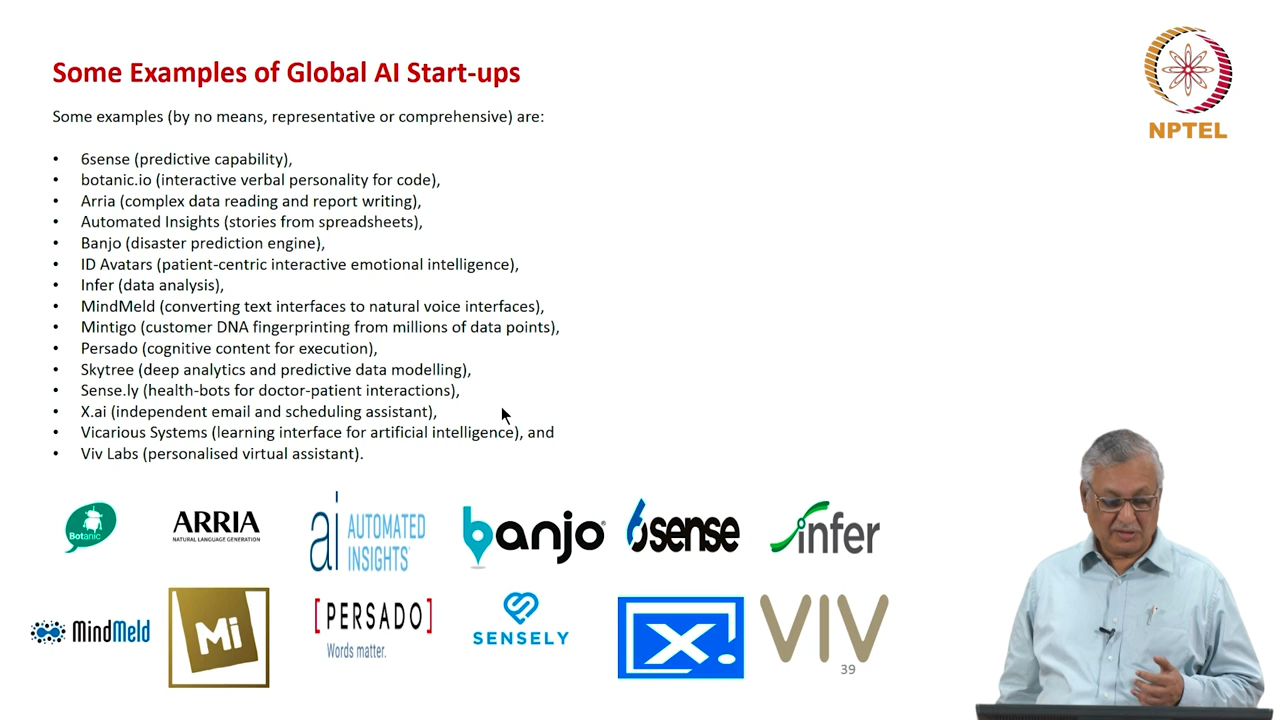 Some Examples of Global AI Start-ups
NPTEL
Some examples (by no means, representative or comprehensive) are:
• 6sense (predictive capability),
• botanic.io (interactive verbal personality for code),
• Arria (complex data reading and report writing),
• Automated Insights (stories from spreadsheets),
• Banjo (disaster prediction engine),
• ID Avatars (patient-centric interactive emotional intelligence),
• Infer (data analysis),
• MindMeld (converting text interfaces to natural voice interfaces),
• Mintigo (customer DNA fingerprinting from millions of data points),
• Persado (cognitive content for execution),
• Skytree (deep analytics and predictive data modelling),
• Sense.ly (health-bots for doctor-patient interactions),
• X.ai (independent email and scheduling assistant),
• Vicarious Systems (learning interface for artificial intelligence), and
• Viv Labs (personalised virtual assistant).
Botanic
ARRIA
NATURAL LANGUAGE GENERATION
ai AUTOMATED
INSIGHTS
banjo®
6sense
infer
MindMeld
Mi
[PERSADO]
Words matter.
SENSELY
X.
VIV
39